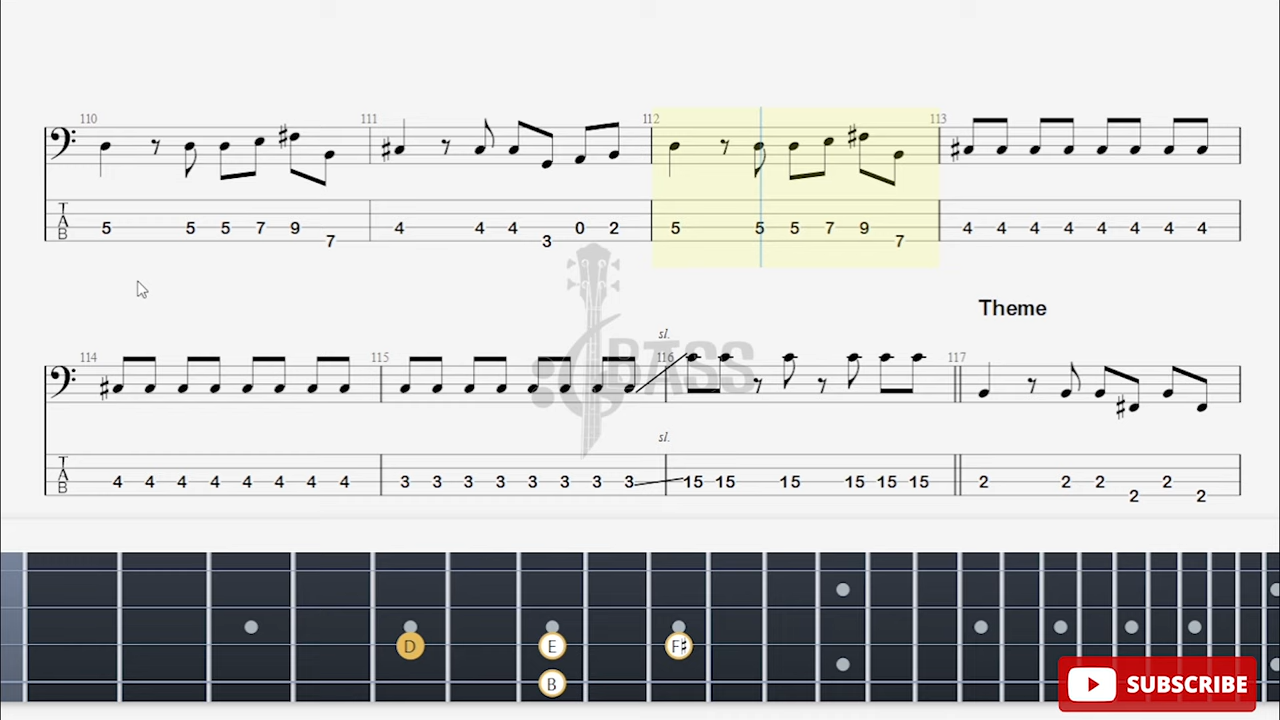 110 111 112 113
T
A
B
5 5 5 7 9 7 4 4 4 3 0 2 5 5 5 7 9 7 4 4 4 4 4 4 4 4
Theme
sl.
114 115 116 117
BASS
sl.
T
A
B
4 4 4 4 4 4 4 4 3 3 3 3 3 3 3 3 15 15 15 15 15 15 2 2 2 2 2 2
D E F♯
B
SUBSCRIBE